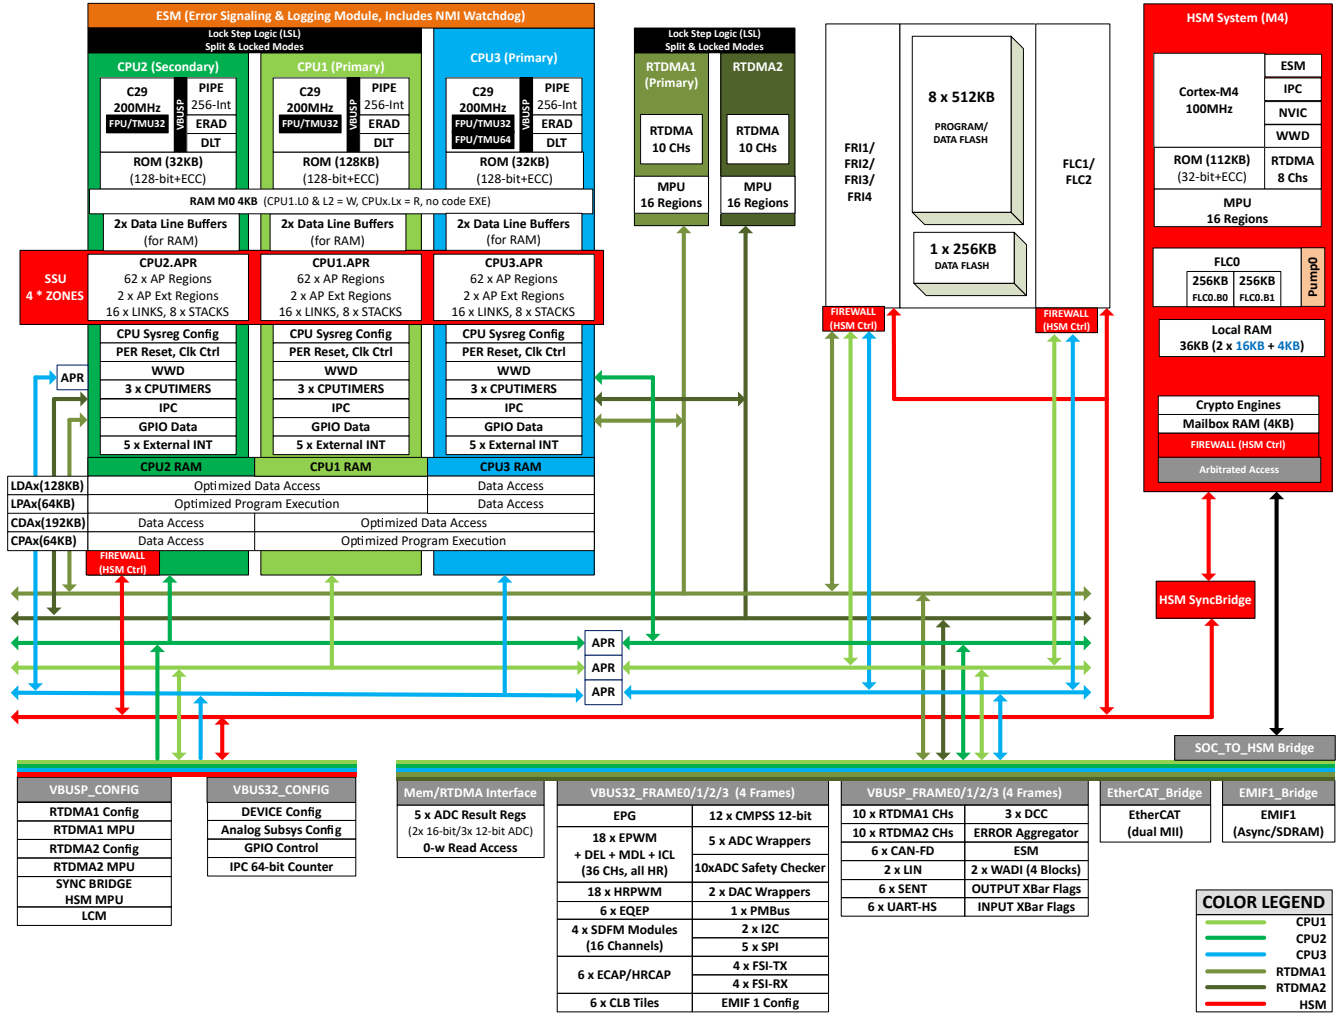 ESM (Error Signaling & Logging Module, Includes NMI Watchdog)
Lock Step Logic (LSL)
Split & Locked Modes
CPU2 (Secondary)
CPU1 (Primary)
CPU3 (Primary)
C29
200MHz
FPU/TMU32
VBUSP
PIPE
256-Int
ERAD
DLT
C29
200MHz
FPU/TMU32
VBUSP
PIPE
256-Int
ERAD
DLT
C29
200MHz
FPU/TMU32
FPU/TMU64
VBUSP
PIPE
256-Int
ERAD
DLT
ROM (32KB)
(128-bit+ECC)
ROM (128KB)
(128-bit+ECC)
ROM (32KB)
(128-bit+ECC)
RAM M0 4KB (CPU1.L0 & L2 = W, CPUx.Lx = R, no code EXE)
2x Data Line Buffers
(for RAM)
2x Data Line Buffers
(for RAM)
2x Data Line Buffers
(for RAM)
SSU
4 * ZONES
CPU2.APR
62 x AP Regions
2 x AP Ext Regions
16 x LINKS, 8 x STACKS
CPU1.APR
62 x AP Regions
2 x AP Ext Regions
16 x LINKS, 8 x STACKS
CPU3.APR
62 x AP Regions
2 x AP Ext Regions
16 x LINKS, 8 x STACKS
CPU Sysreg Config
PER Reset, Clk Ctrl
WWD
3 x CPUTIMERS
IPC
GPIO Data
5 x External INT
CPU Sysreg Config
PER Reset, Clk Ctrl
WWD
3 x CPUTIMERS
IPC
GPIO Data
5 x External INT
CPU Sysreg Config
PER Reset, Clk Ctrl
WWD
3 x CPUTIMERS
IPC
GPIO Data
5 x External INT
APR
CPU2 RAM
CPU1 RAM
CPU3 RAM
LDAx(128KB)
Optimized Data Access
Data Access
LPAx(64KB)
Optimized Program Execution
Data Access
CDAx(192KB)
Data Access
Optimized Data Access
CPAx(64KB)
Data Access
Optimized Program Execution
FIREWALL
(HSM Ctrl)
Lock Step Logic (LSL)
Split & Locked Modes
RTDMA1
(Primary)
RTDMA2
RTDMA
10 CHs
RTDMA
10 CHs
MPU
16 Regions
MPU
16 Regions
FRI1/
FRI2/
FRI3/
FRI4
8 x 512KB
PROGRAM/
DATA FLASH
1 x 256KB
DATA FLASH
FLC1/
FLC2
FIREWALL
(HSM Ctrl)
FIREWALL
(HSM Ctrl)
HSM System (M4)
Cortex-M4
100MHz
ESM
IPC
NVIC
WWD
ROM (112KB)
(32-bit+ECC)
RTDMA
8 Chs
MPU
16 Regions
FLC0
256KB
FLC0.B0
256KB
FLC0.B1
Pump0
Local RAM
36KB (2 x 16KB + 4KB)
Crypto Engines
Mailbox RAM (4KB)
FIREWALL (HSM Ctrl)
Arbitrated Access
HSM SyncBridge
APR
APR
APR
SOC_TO_HSM Bridge
VBUSP_CONFIG
RTDMA1 Config
RTDMA1 MPU
RTDMA2 Config
RTDMA2 MPU
SYNC BRIDGE
HSM MPU
LCM
VBUS32_CONFIG
DEVICE Config
Analog Subsys Config
GPIO Control
IPC 64-bit Counter
Mem/RTDMA Interface
5 x ADC Result Regs
(2x 16-bit/3x 12-bit ADC)
0-w Read Access
VBUS32_FRAME0/1/2/3 (4 Frames)
EPG
18 x EPWM
+ DEL + MDL + ICL
(36 CHs, all HR)
18 x HRPWM
6 x EQEP
4 x SDFM Modules
(16 Channels)
6 x ECAP/HRCAP
6 x CLB Tiles
12 x CMPSS 12-bit
5 x ADC Wrappers
10xADC Safety Checker
2 x DAC Wrappers
1 x PMBus
2 x I2C
5 x SPI
4 x FSI-TX
4 x FSI-RX
EMIF 1 Config
VBUSP_FRAME0/1/2/3 (4 Frames)
10 x RTDMA1 CHs
10 x RTDMA2 CHs
6 x CAN-FD
2 x LIN
6 x SENT
6 x UART-HS
3 x DCC
ERROR Aggregator
ESM
2 x WADI (4 Blocks)
OUTPUT XBar Flags
INPUT XBar Flags
EtherCAT_Bridge
EtherCAT
(dual MII)
EMIF1_Bridge
EMIF1
(Async/SDRAM)
COLOR LEGEND
CPU1
CPU2
CPU3
RTDMA1
RTDMA2
HSM